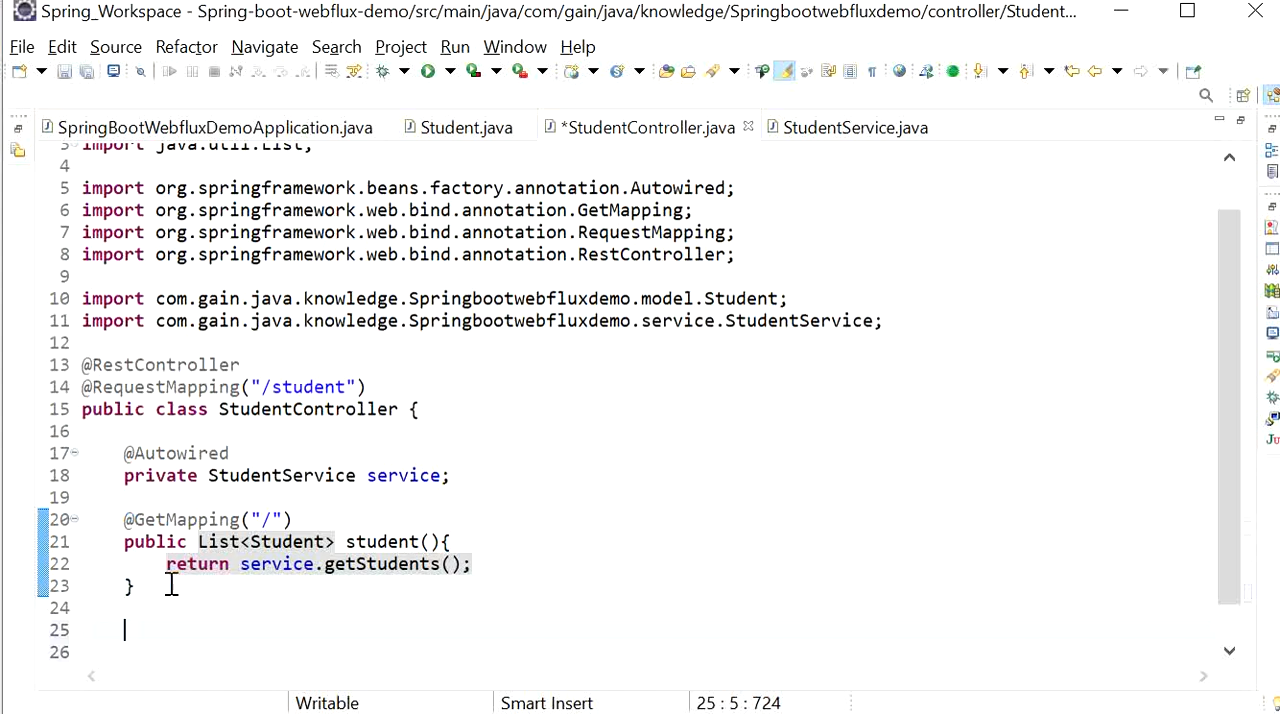 Spring_Workspace - Spring-boot-webflux-demo/src/main/java/com/gain/java/knowledge/Springbootwebfluxdemo/controller/Student...
File Edit Source Refactor Navigate Search Project Run Window Help
SpringBootWebfluxDemoApplication.java Student.java *StudentController.java StudentService.java
3 import java.util.List;
4
5 import org.springframework.beans.factory.annotation.Autowired;
6 import org.springframework.web.bind.annotation.GetMapping;
7 import org.springframework.web.bind.annotation.RequestMapping;
8 import org.springframework.web.bind.annotation.RestController;
9
10 import com.gain.java.knowledge.Springbootwebfluxdemo.model.Student;
11 import com.gain.java.knowledge.Springbootwebfluxdemo.service.StudentService;
12
13 @RestController
14 @RequestMapping("/student")
15 public class StudentController {
16
17 @Autowired
18 private StudentService service;
19
20 @GetMapping("/")
21 public List<Student> student(){
22 return service.getStudents();
23 }
24
25
26
Writable Smart Insert 25 : 5 : 724